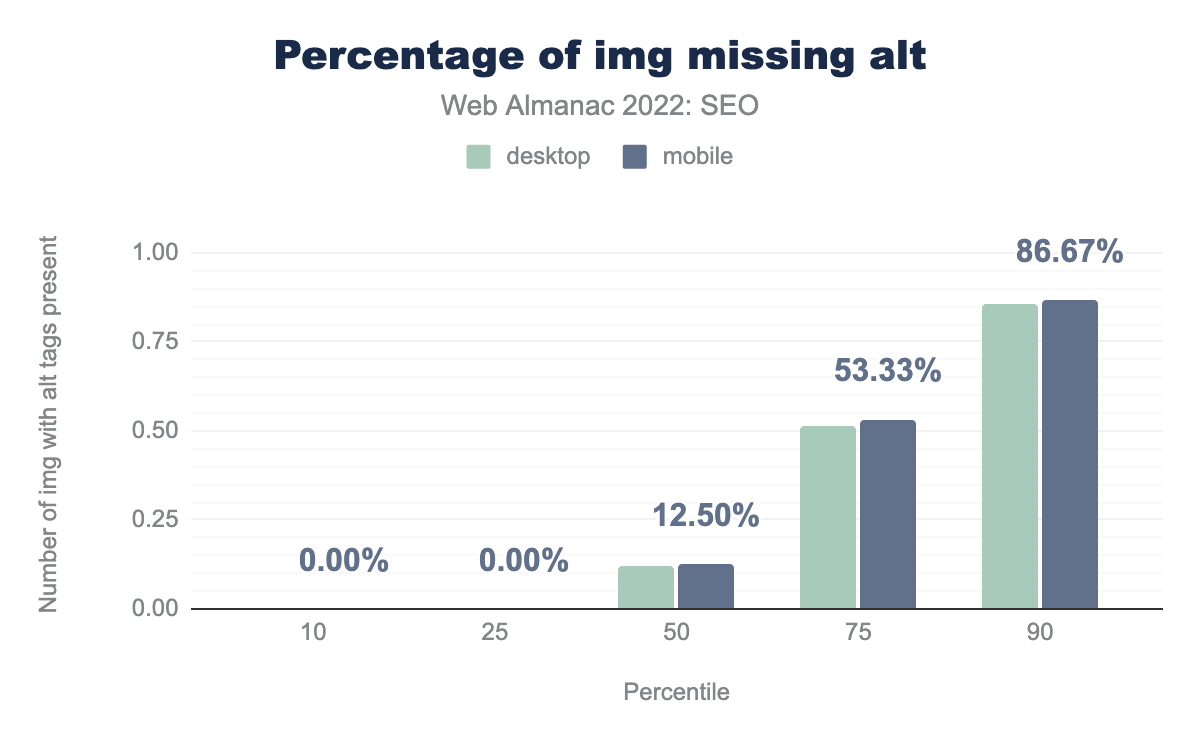 Percentage of img missing alt
Web Almanac 2022: SEO
desktop mobile
Number of img with alt tags present
1.00
0.75
0.50
0.25
0.00
0.00% 0.00% 12.50% 53.33% 86.67%
10 25 50 75 90
Percentile